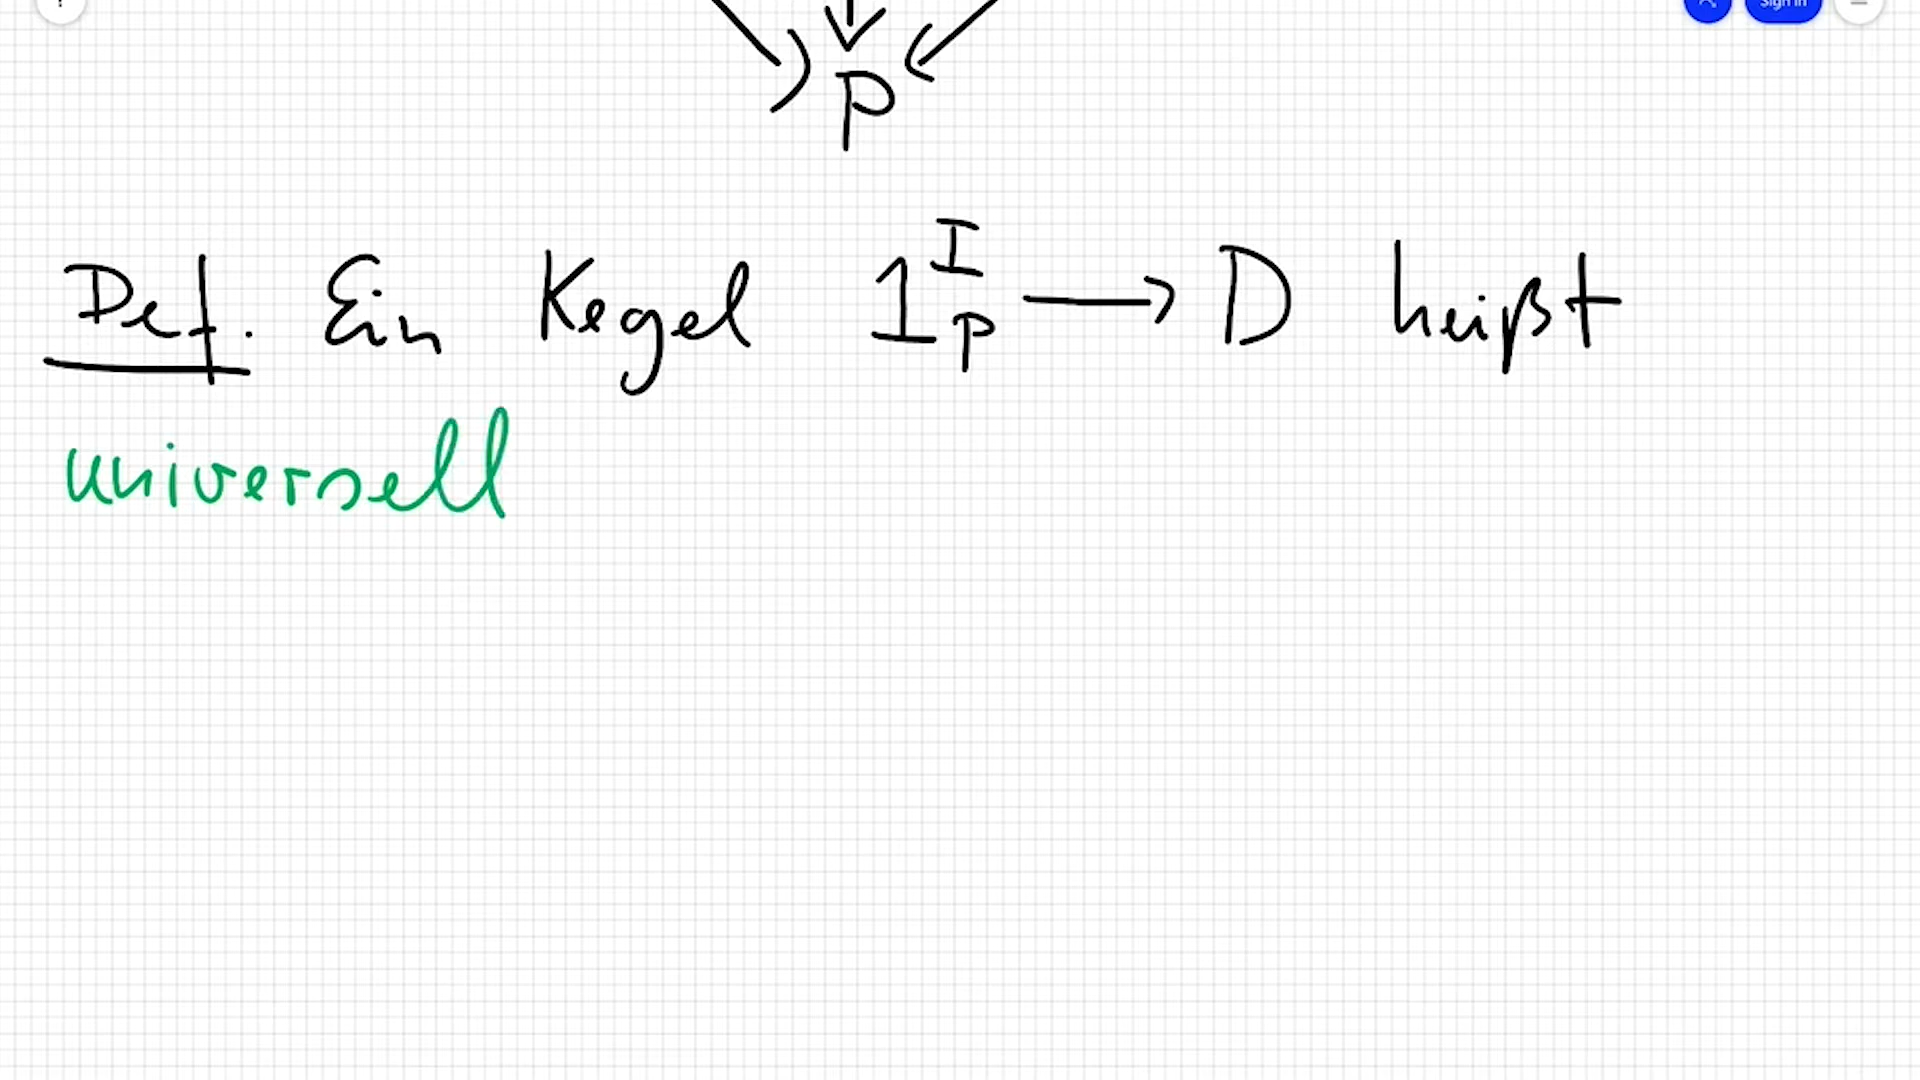 p
Def. Ein Kegel 1^I_p → D heißt
universell